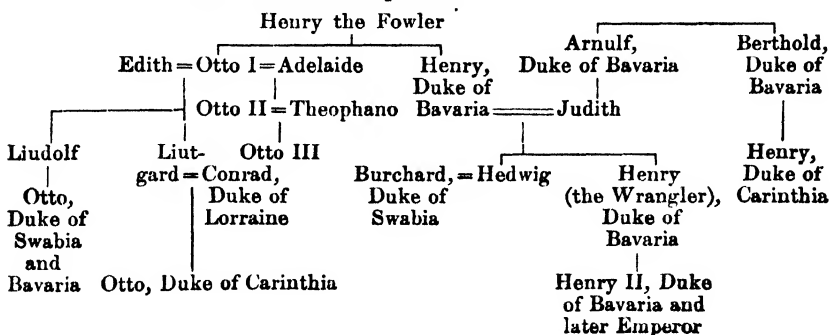 Henry the Fowler
Arnulf, Berthold,
Edith = Otto I = Adelaide Henry, Duke of Bavaria Duke of
Duke of Bavaria
Otto II = Theophano Bavaria ═══ Judith
Liudolf Liut- Otto III Henry,
gard = Conrad, Burchard, = Hedwig Henry Duke of
Otto, Duke of Duke of (the Wrangler), Carinthia
Duke of Lorraine Swabia Duke of
Swabia Bavaria
and
Bavaria Otto, Duke of Carinthia Henry II, Duke
of Bavaria and
later Emperor